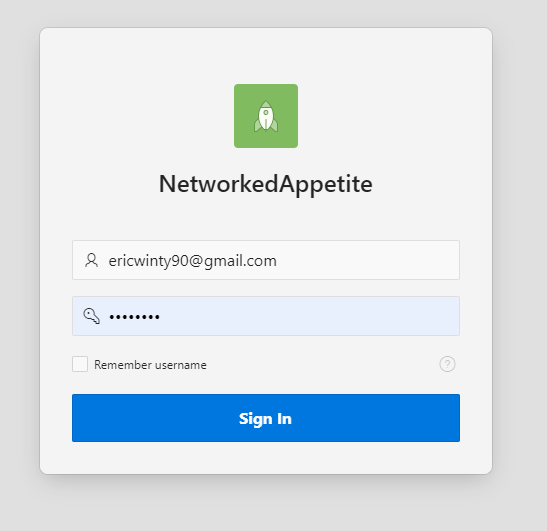 NetworkedAppetite
ericwinty90@gmail.com
••••••••
Remember username
?
Sign In